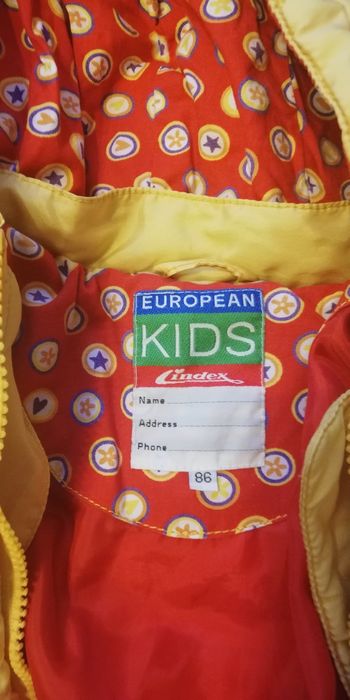 EUROPEAN
KIDS
Lindex
Name
Address
Phone
86